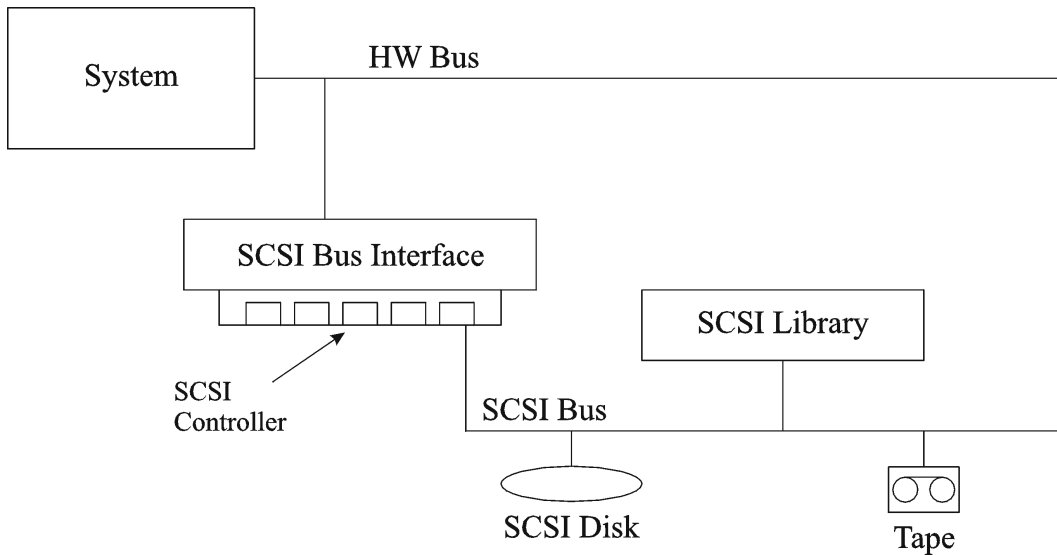 System
HW Bus
SCSI Bus Interface
SCSI Library
SCSI
Controller
SCSI Bus
SCSI Disk
Tape